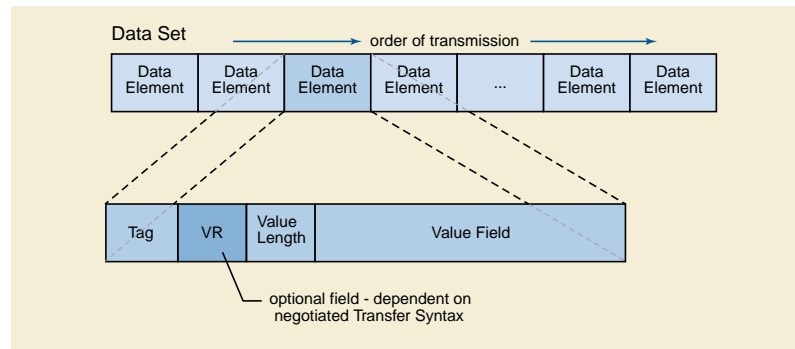 Data Set
order of transmission
Data Element
Data Element
Data Element
Data Element
...
Data Element
Data Element
Tag
VR
Value Length
Value Field
optional field - dependent on
negotiated Transfer Syntax